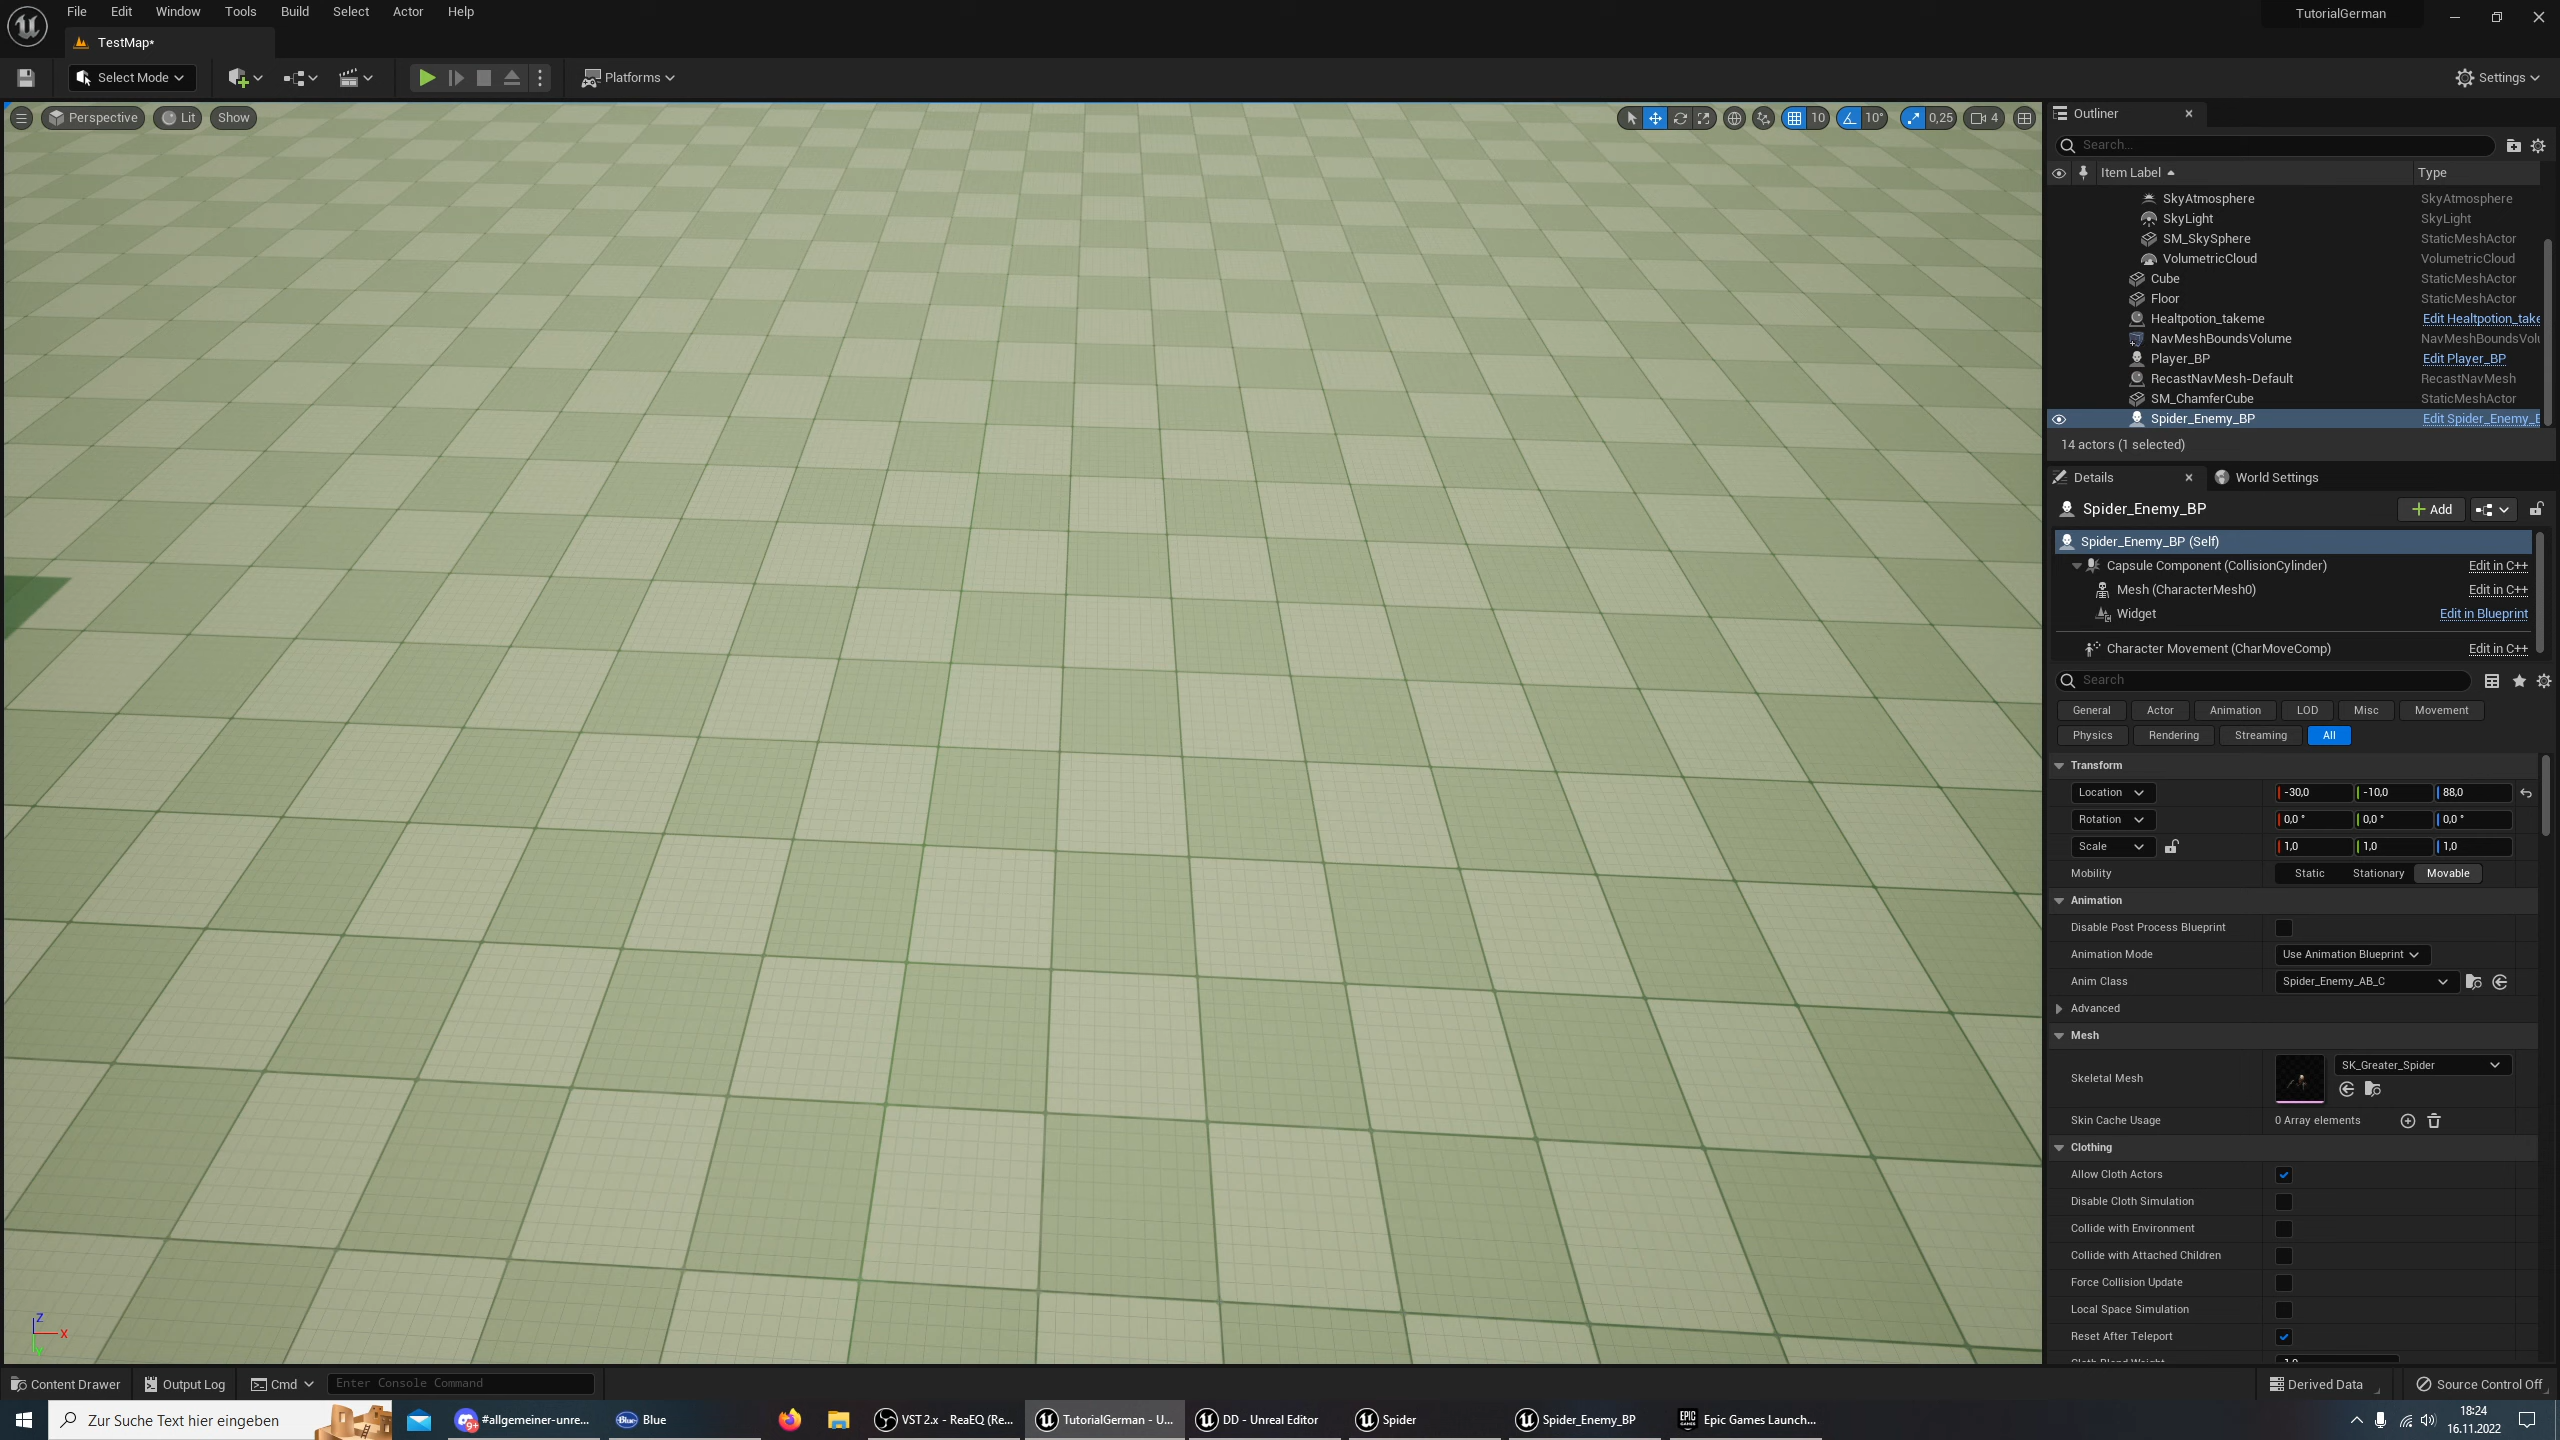 File Edit Window Tools Build Select Actor Help
TutorialGerman
TestMap*
Select Mode
Platforms
Settings
Perspective Lit Show
10 10° 0,25 4
Outliner
Search...
Item Label Type
SkyAtmosphere SkyAtmosphere
SkyLight SkyLight
SM_SkySphere StaticMeshActor
VolumetricCloud VolumetricCloud
Cube StaticMeshActor
Floor StaticMeshActor
Healtpotion_takeme Edit Healtpotion_take
NavMeshBoundsVolume NavMeshBoundsVolu
Player_BP Edit Player_BP
RecastNavMesh-Default RecastNavMesh
SM_ChamferCube StaticMeshActor
Spider_Enemy_BP Edit Spider_Enemy_B
14 actors (1 selected)
Details World Settings
Spider_Enemy_BP Add
Spider_Enemy_BP (Self)
Capsule Component (CollisionCylinder) Edit in C++
Mesh (CharacterMesh0) Edit in C++
Widget Edit in Blueprint
Character Movement (CharMoveComp) Edit in C++
Search
General Actor Animation LOD Misc Movement
Physics Rendering Streaming All
Transform
Location -30,0 -10,0 88,0
Rotation 0,0 ° 0,0 ° 0,0 °
Scale 1,0 1,0 1,0
Mobility Static Stationary Movable
Animation
Disable Post Process Blueprint
Animation Mode Use Animation Blueprint
Anim Class Spider_Enemy_AB_C
Advanced
Mesh
Skeletal Mesh SK_Greater_Spider
Skin Cache Usage 0 Array elements
Clothing
Allow Cloth Actors
Disable Cloth Simulation
Collide with Environment
Collide with Attached Children
Force Collision Update
Local Space Simulation
Reset After Teleport
Cloth Blend Weight 1,0
Z
X
Y
Content Drawer Output Log Cmd Enter Console Command
Derived Data Source Control Off
Zur Suche Text hier eingeben
9+ #allgemeiner-unre...
Blue Blue
VST 2.x - ReaEQ (Re...
TutorialGerman - U...
DD - Unreal Editor
Spider
Spider_Enemy_BP
EPIC GAMES Epic Games Launch...
18:24
16.11.2022